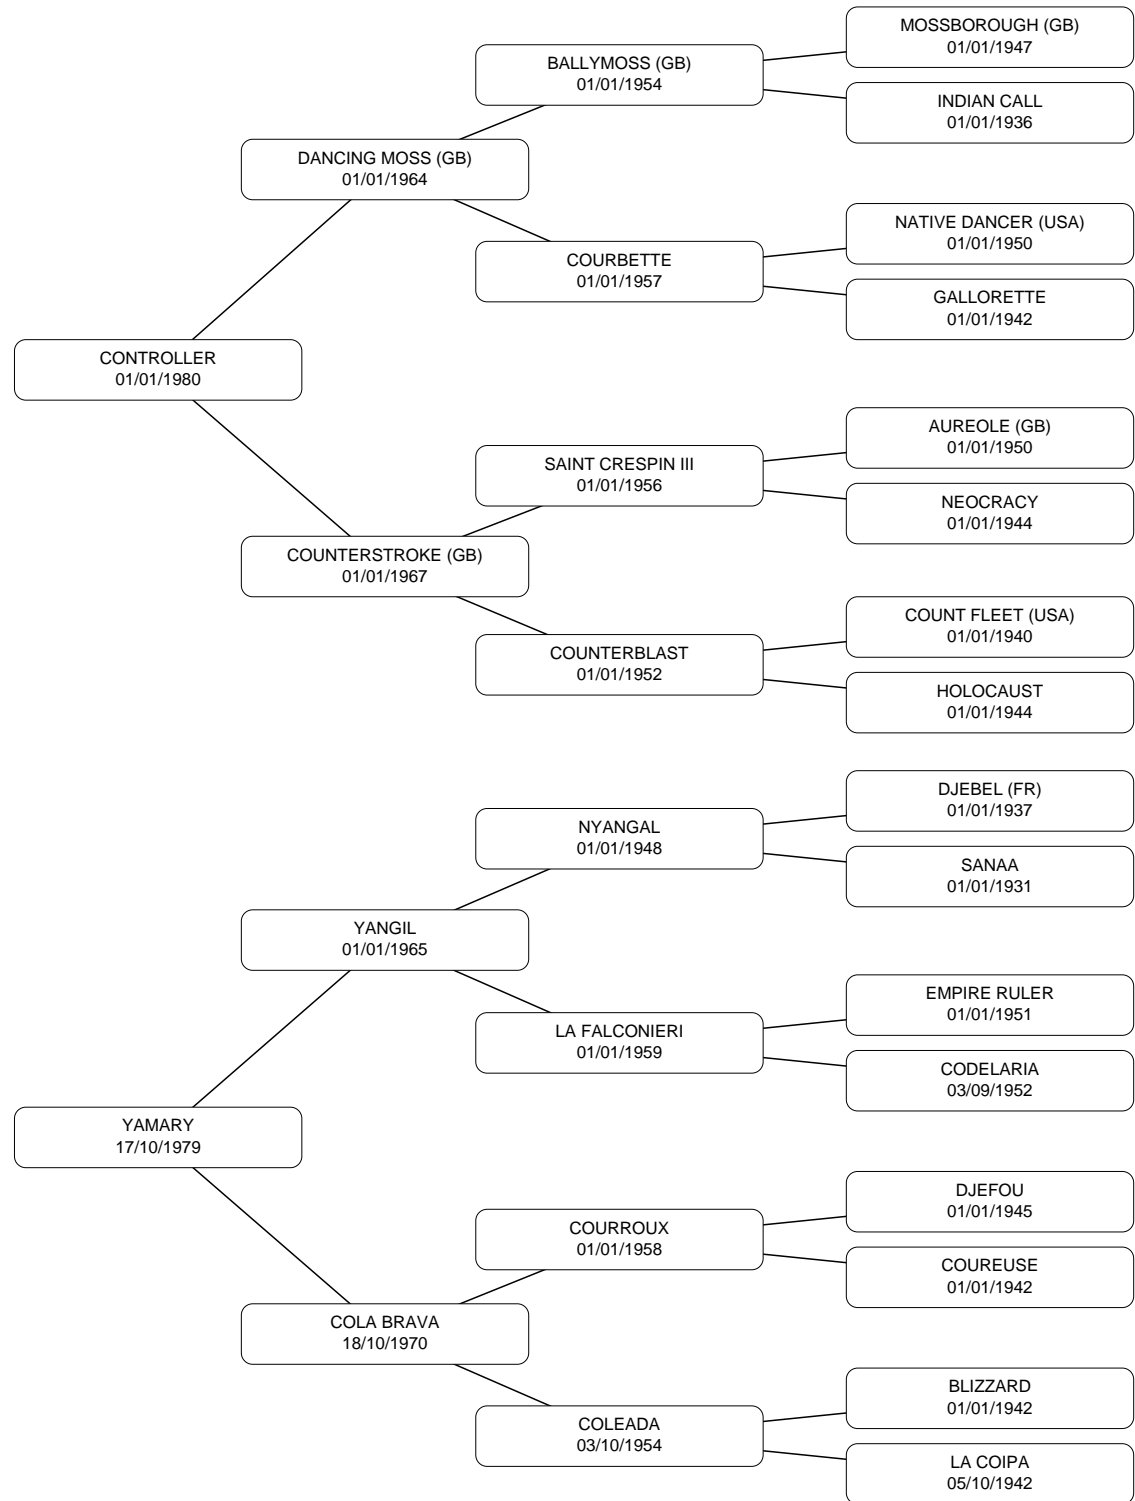 MOSSBOROUGH (GB)
01/01/1947
BALLYMOSS (GB)
01/01/1954
INDIAN CALL
01/01/1936
DANCING MOSS (GB)
01/01/1964
NATIVE DANCER (USA)
01/01/1950
COURBETTE
01/01/1957
GALLORETTE
01/01/1942
CONTROLLER
01/01/1980
AUREOLE (GB)
01/01/1950
SAINT CRESPIN III
01/01/1956
NEOCRACY
01/01/1944
COUNTERSTROKE (GB)
01/01/1967
COUNT FLEET (USA)
01/01/1940
COUNTERBLAST
01/01/1952
HOLOCAUST
01/01/1944
DJEBEL (FR)
01/01/1937
NYANGAL
01/01/1948
SANAA
01/01/1931
YANGIL
01/01/1965
EMPIRE RULER
01/01/1951
LA FALCONIERI
01/01/1959
CODELARIA
03/09/1952
YAMARY
17/10/1979
DJEFOU
01/01/1945
COURROUX
01/01/1958
COUREUSE
01/01/1942
COLA BRAVA
18/10/1970
BLIZZARD
01/01/1942
COLEADA
03/10/1954
LA COIPA
05/10/1942